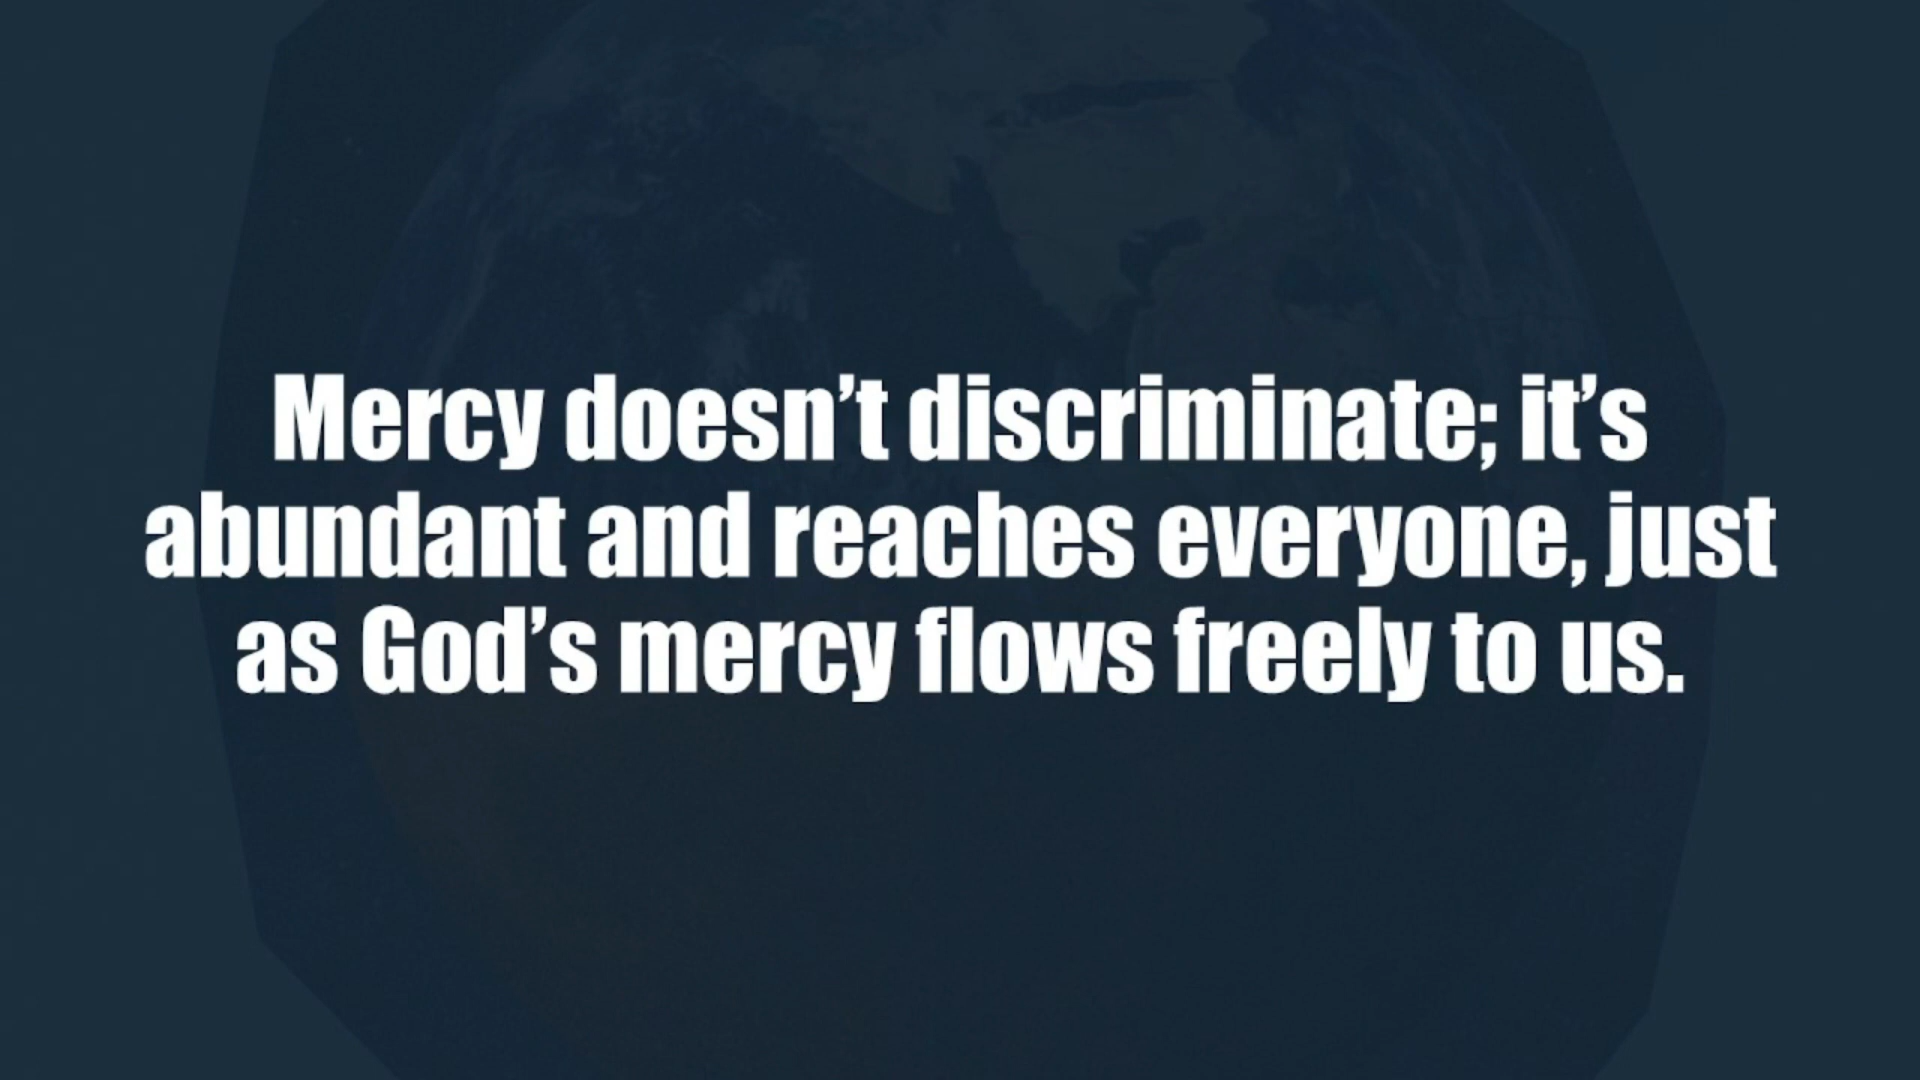 Mercy doesn’t discriminate; it’s
abundant and reaches everyone, just
as God’s mercy flows freely to us.